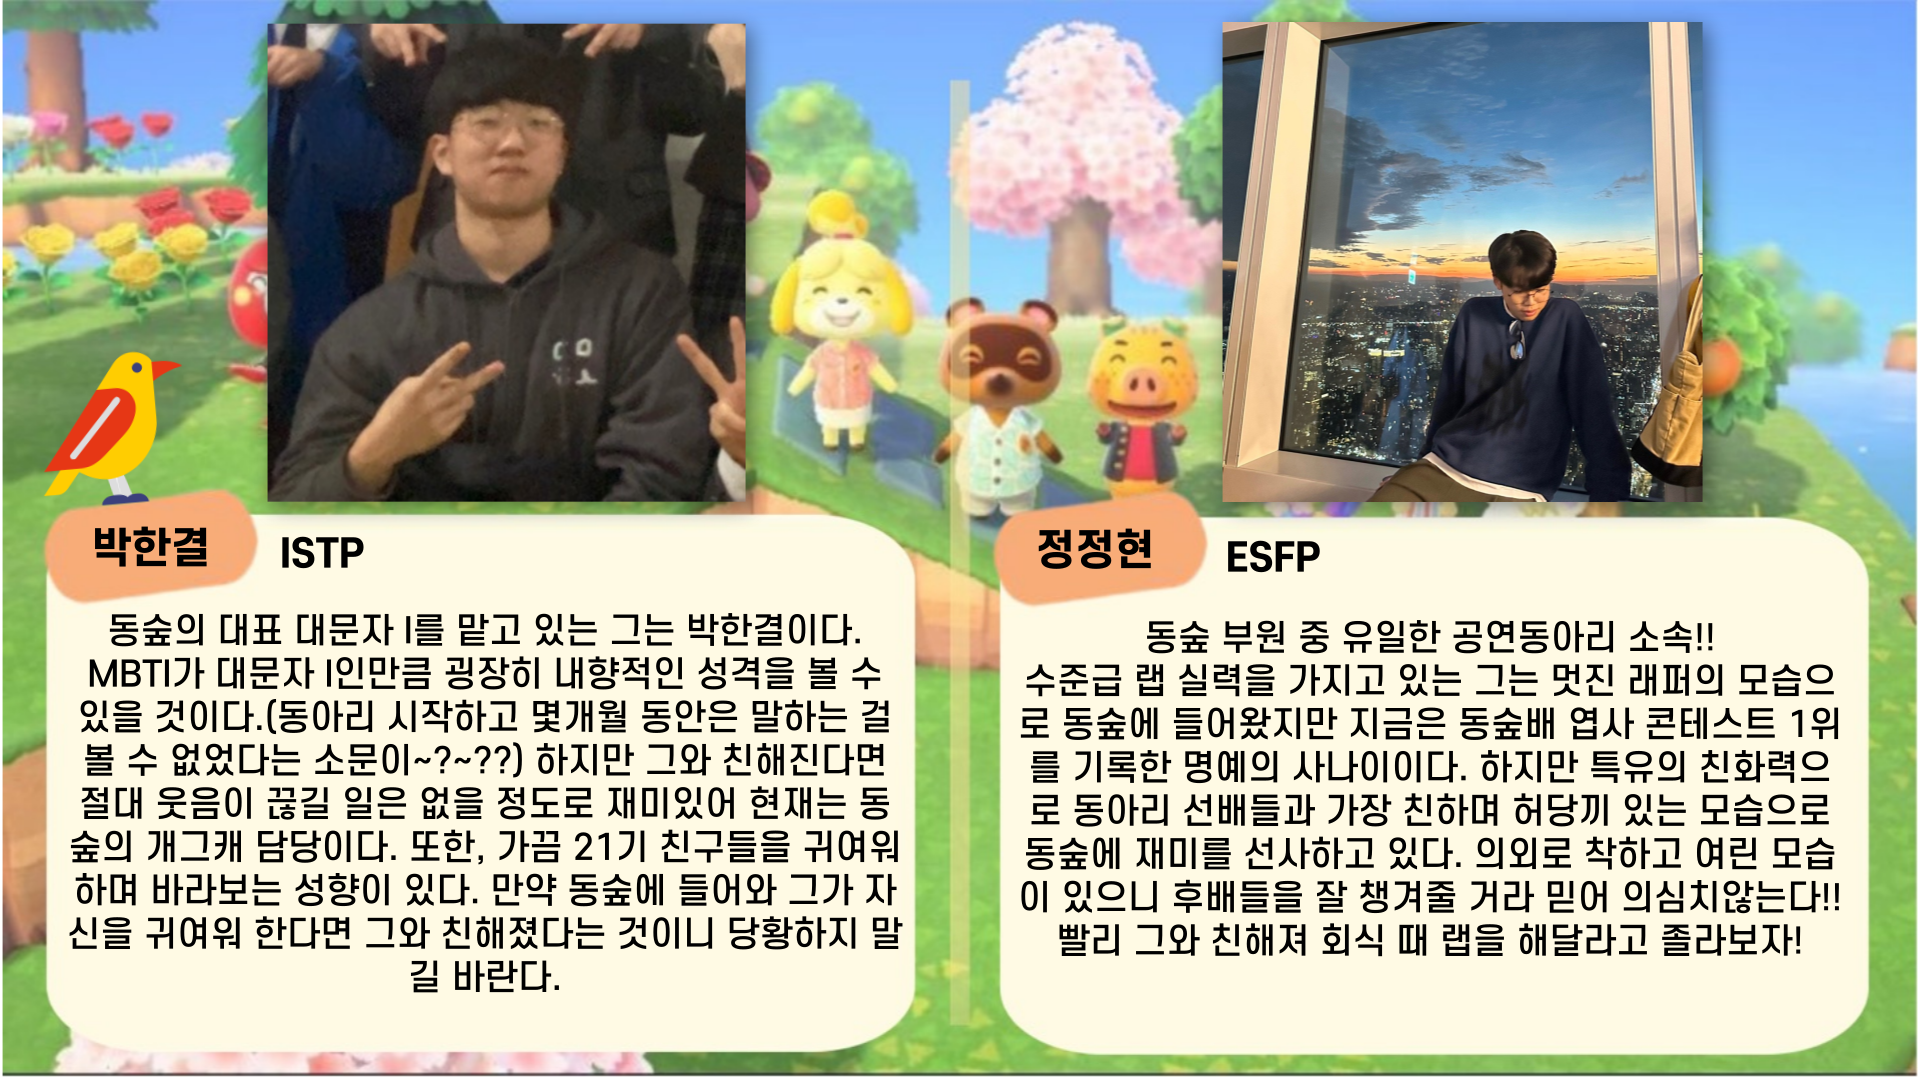 박한결
ISTP
동숲의 대표 대문자 I를 맡고 있는 그는 박한결이다.
MBTI가 대문자 I인만큼 굉장히 내향적인 성격을 볼 수
있을 것이다.(동아리 시작하고 몇개월 동안은 말하는 걸
볼 수 없었다는 소문이~?~??) 하지만 그와 친해진다면
절대 웃음이 끊길 일은 없을 정도로 재미있어 현재는 동
숲의 개그캐 담당이다. 또한, 가끔 21기 친구들을 귀여워
하며 바라보는 성향이 있다. 만약 동숲에 들어와 그가 자
신을 귀여워 한다면 그와 친해졌다는 것이니 당황하지 말
길 바란다.
정정현
ESFP
동숲 부원 중 유일한 공연동아리 소속!!
수준급 랩 실력을 가지고 있는 그는 멋진 래퍼의 모습으
로 동숲에 들어왔지만 지금은 동숲배 엽사 콘테스트 1위
를 기록한 명예의 사나이이다. 하지만 특유의 친화력으
로 동아리 선배들과 가장 친하며 허당끼 있는 모습으로
동숲에 재미를 선사하고 있다. 의외로 착하고 여린 모습
이 있으니 후배들을 잘 챙겨줄 거라 믿어 의심치않는다!!
빨리 그와 친해져 회식 때 랩을 해달라고 졸라보자!